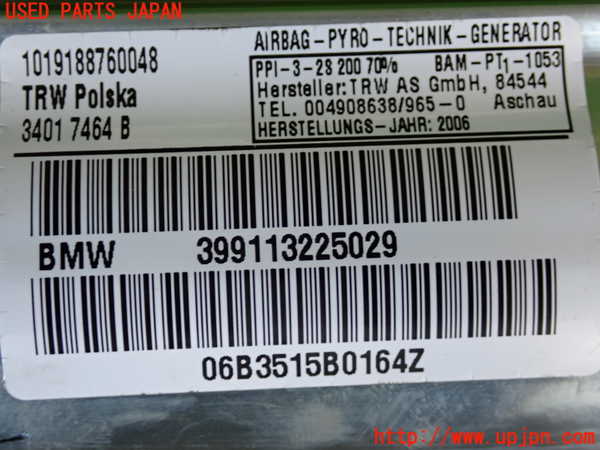 USED PARTS JAPAN
1019188760048
TRW Polska
3401 7464 B
AIRBAG-PYRO-TECHNIK-GENERATOR
PPI-3-28 200 70% BAM-PT1-1053
Hersteller: TRW AS GmbH, 84544
TEL. 004908638/965-0 Aschau
HERSTELLUNGS-JAHR: 2006
BMW 399113225029
06B3515B0164Z
UPJ
http://www.upjpn.com/